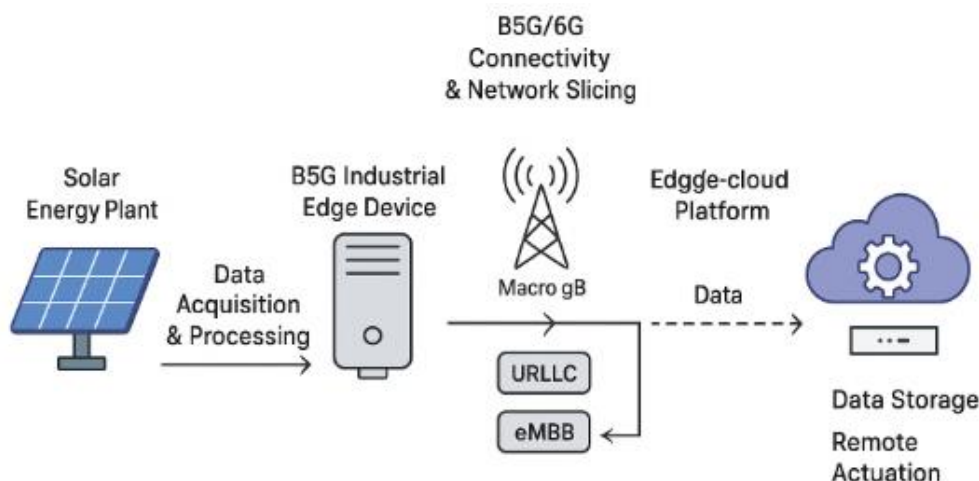 B5G/6G
Connectivity
& Network Slicing
Solar
Energy Plant
B5G Industrial
Edge Device
Edgģe-cloud
Platform
Data
Acquisition
& Processing
Macro gB
Data
URLLC
eMBB
Data Storage
Remote
Actuation